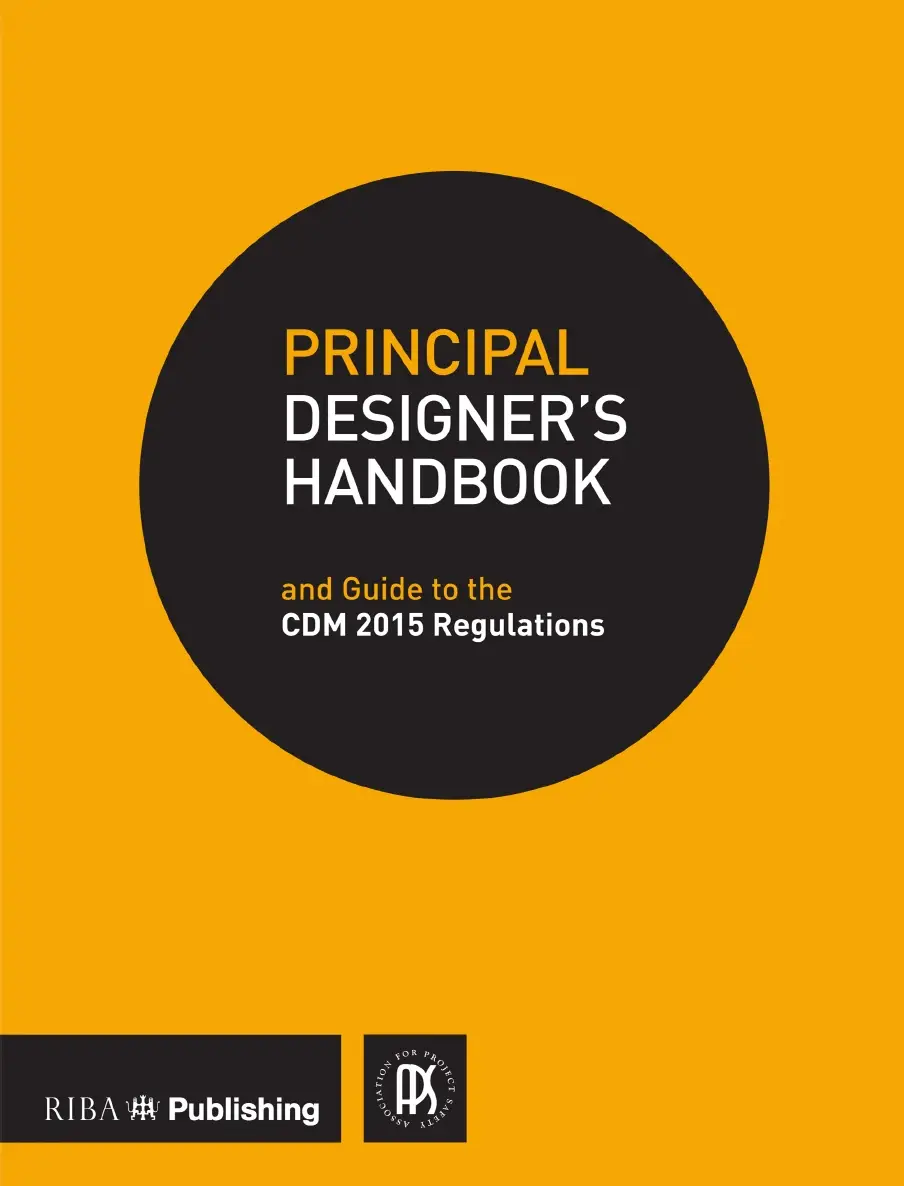 PRINCIPAL
DESIGNER’S
HANDBOOK
and Guide to the
CDM 2015 Regulations
RIBA Publishing
ASSOCIATION FOR PROJECT SAFETY
APS